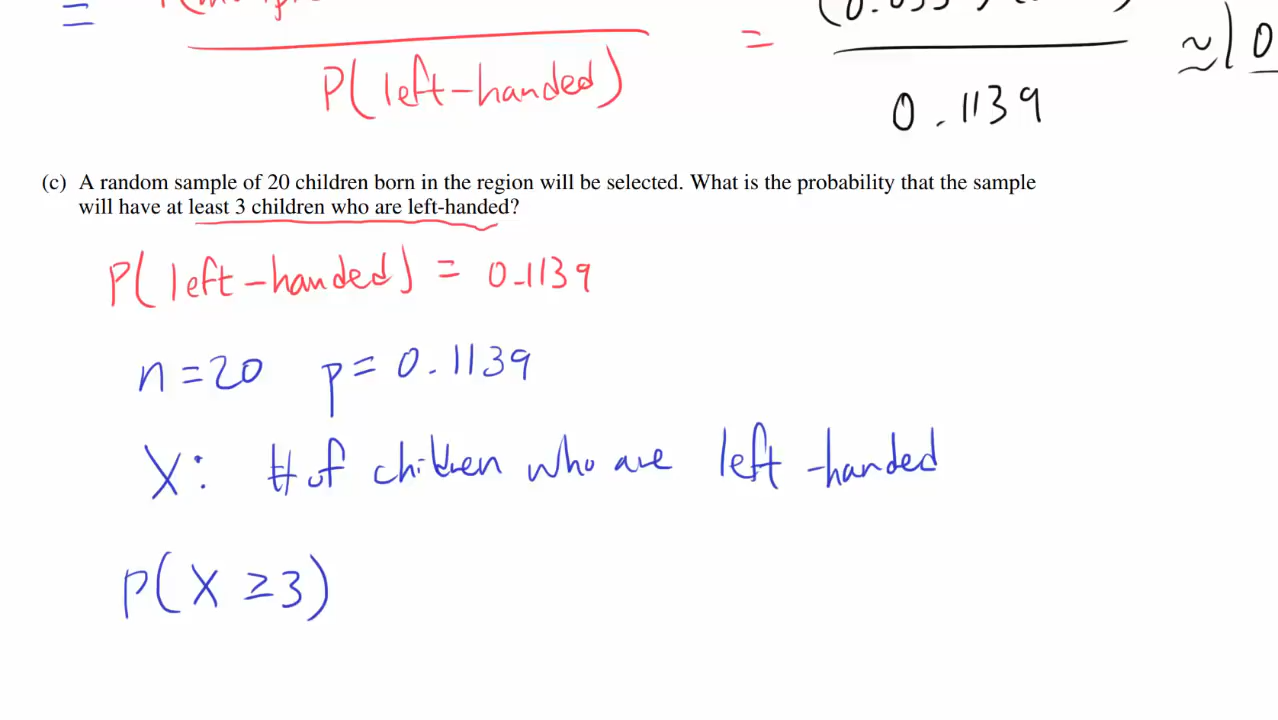 =
P(left-handed)
=
0.1139
≈ 0
(c) A random sample of 20 children born in the region will be selected. What is the probability that the sample
will have at least 3 children who are left-handed?
P(left-handed) = 0.1139
n=20 p=0.1139
X: # of children who are left-handed
P(X ≥3)